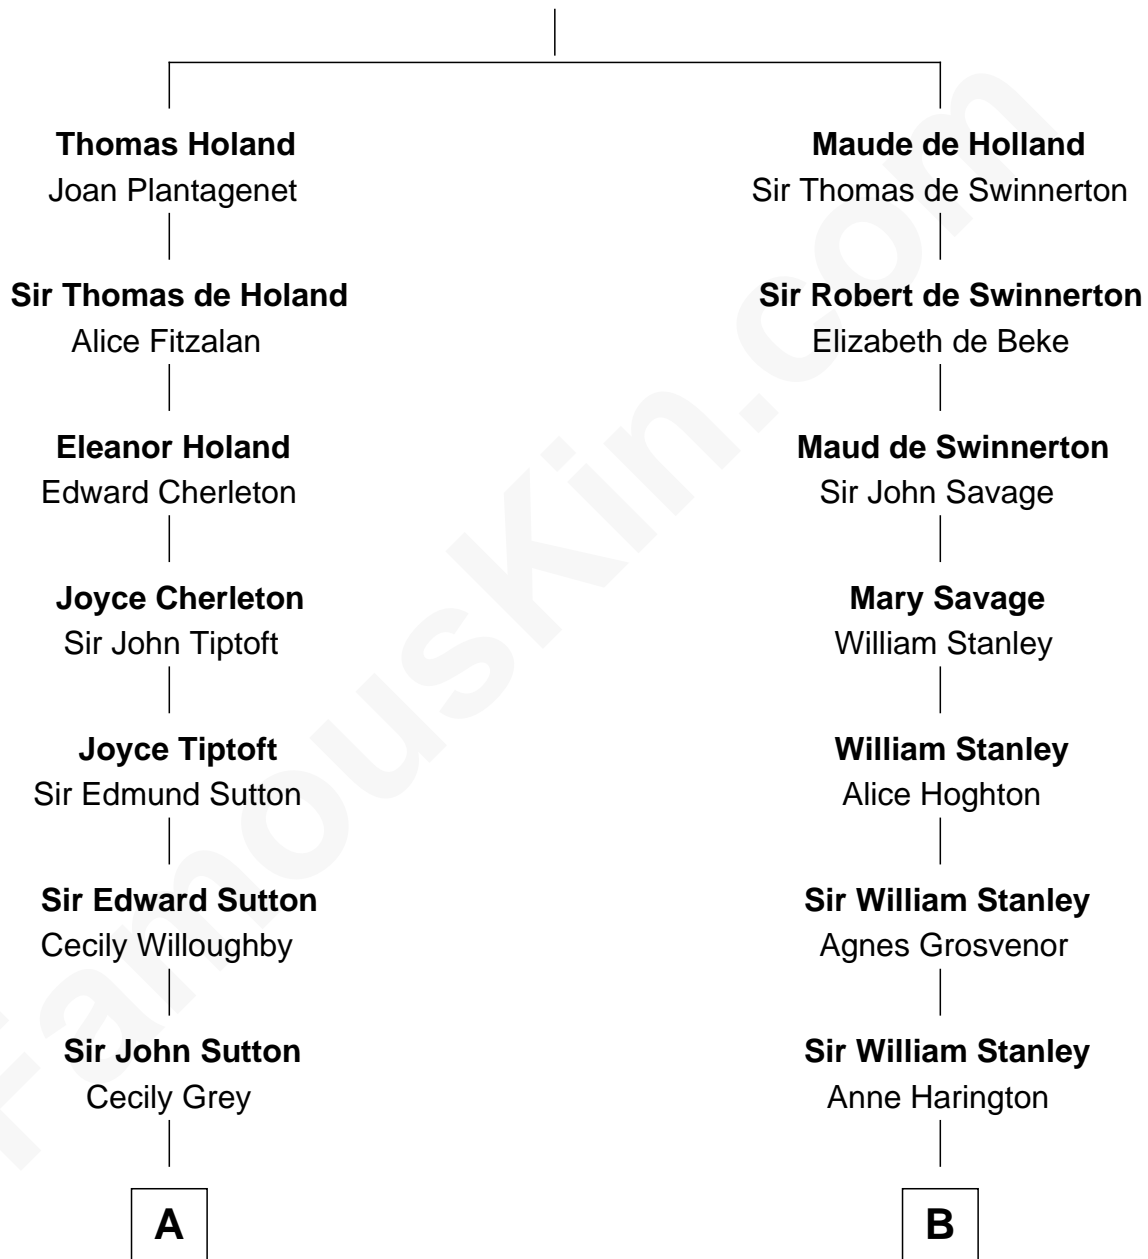 Thomas Holand
Joan Plantagenet
Sir Thomas de Holand
Alice Fitzalan
Eleanor Holand
Edward Cherleton
Joyce Cherleton
Sir John Tiptoft
Joyce Tiptoft
Sir Edmund Sutton
Sir Edward Sutton
Cecily Willoughby
Sir John Sutton
Cecily Grey
A
Maude de Holland
Sir Thomas de Swinnerton
Sir Robert de Swinnerton
Elizabeth de Beke
Maud de Swinnerton
Sir John Savage
Mary Savage
William Stanley
William Stanley
Alice Hoghton
Sir William Stanley
Agnes Grosvenor
Sir William Stanley
Anne Harington
B
FamousKin.com